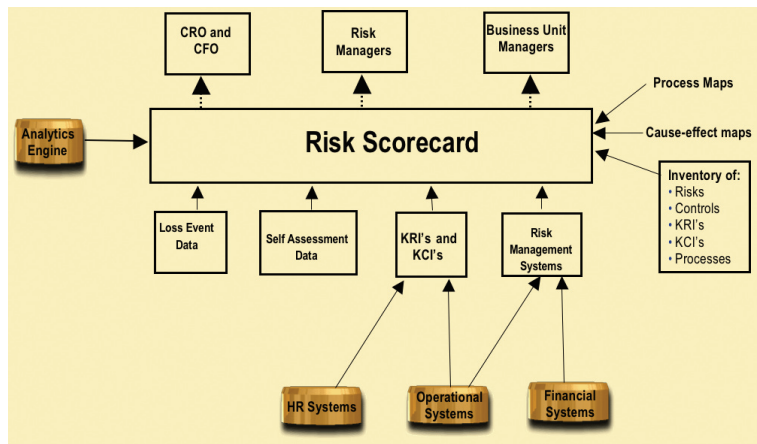 CRO and
CFO
Risk
Managers
Business Unit
Managers
Process Maps
Analytics
Engine
Risk Scorecard
Cause-effect maps
Inventory of:
• Risks
• Controls
• KRI's
• KCI's
• Processes
Loss Event
Data
Self Assessment
Data
KRI's and
KCI's
Risk
Management
Systems
HR Systems
Operational
Systems
Financial
Systems